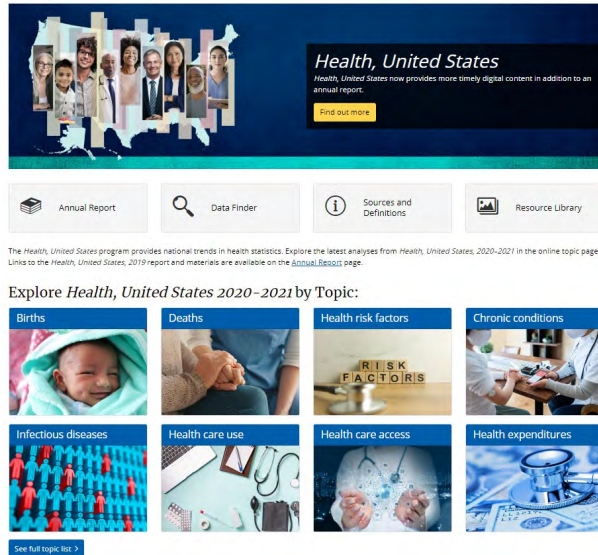 Health, United States
Health, United States now provides more timely digital content in addition to an
annual report.
Find out more
Annual Report
Data Finder
Sources and
Definitions
Resource Library
The Health, United States program provides national trends in health statistics. Explore the latest analyses from Health, United States, 2020–2021 in the online topic page
Links to the Health, United States, 2019 report and materials are available on the Annual Report page.
Explore Health, United States 2020–2021 by Topic:
Births
Deaths
Health risk factors
Chronic conditions
RISK
FACTORS
Infectious diseases
Health care use
Health care access
Health expenditures
See full topic list >